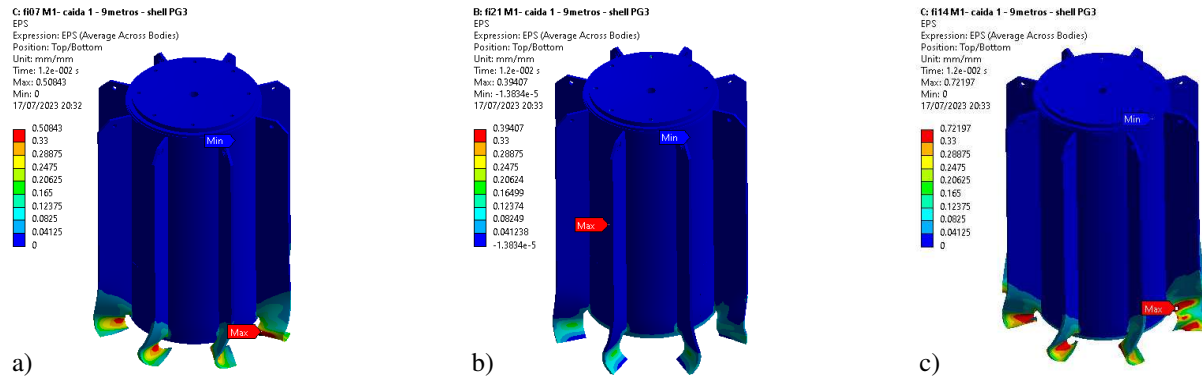 C: fi07 M1- caida 1 - 9metros - shell PG3
EPS
Expression: EPS (Average Across Bodies)
Position: Top/Bottom
Unit: mm/mm
Time: 1.2e-002 s
Max: 0.50843
Min: 0
17/07/2023 20:32
0.50843
0.33
0.28875
0.2475
0.20625
0.165
0.12375
0.0825
0.04125
0
Min
Max
a)
B: fi21 M1- caida 1 - 9metros - shell PG3
EPS
Expression: EPS (Average Across Bodies)
Position: Top/Bottom
Unit: mm/mm
Time: 1.2e-002 s
Max: 0.39407
Min: -1.3834e-5
17/07/2023 20:33
0.39407
0.33
0.28875
0.2475
0.20624
0.16499
0.12374
0.08249
0.041238
-1.3834e-5
Min
Max
b)
C: fi14 M1- caida 1 - 9metros - shell PG3
EPS
Expression: EPS (Average Across Bodies)
Position: Top/Bottom
Unit: mm/mm
Time: 1.2e-002 s
Max: 0.72197
Min: 0
17/07/2023 20:33
0.72197
0.33
0.28875
0.2475
0.20625
0.165
0.12375
0.0825
0.04125
0
Min
Max
c)